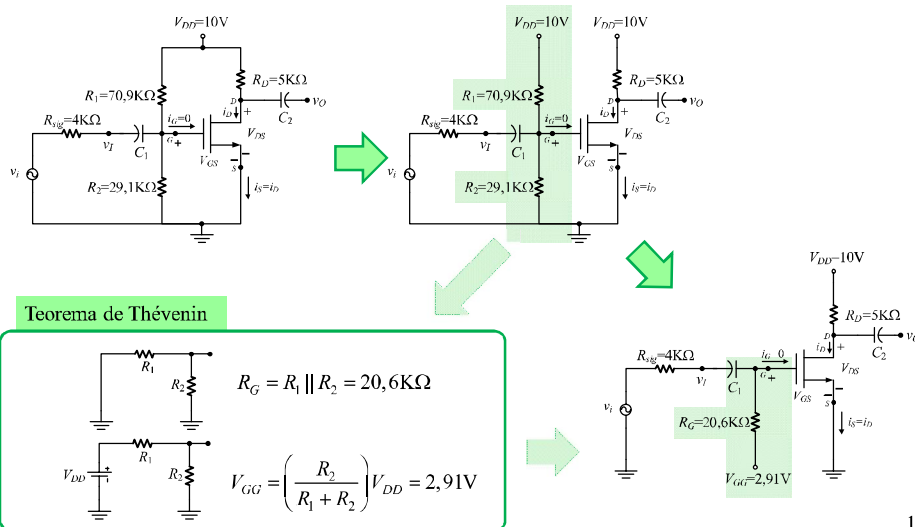 V_DD=10V
R_D=5KΩ
R_1=70,9KΩ
D
i_D
+
C_2
v_O
R_sig=4KΩ
i_G=0
v_I
C_1
G +
V_DS
V_GS
−
−
S
v_i
R_2=29,1KΩ
i_S=i_D
V_DD=10V
V_DD=10V
R_D=5KΩ
R_1=70,9KΩ
D
i_D
+
C_2
v_O
R_sig=4KΩ
i_G=0
v_I
C_1
G +
V_DS
V_GS
−
−
S
v_i
R_2=29,1KΩ
i_S=i_D
Teorema de Thévenin
R_1
R_2
R_G = R_1 || R_2 = 20,6KΩ
V_DD
+
R_1
R_2
V_GG = (R_2 / (R_1 + R_2)) V_DD = 2,91V
V_DD=10V
R_D=5KΩ
D
i_D
+
C_2
R_sig=4KΩ
i_G 0
v_I
C_1
G +
V_DS
V_GS
−
−
S
v_i
R_G=20,6KΩ
i_S=i_D
V_GG=2,91V
1